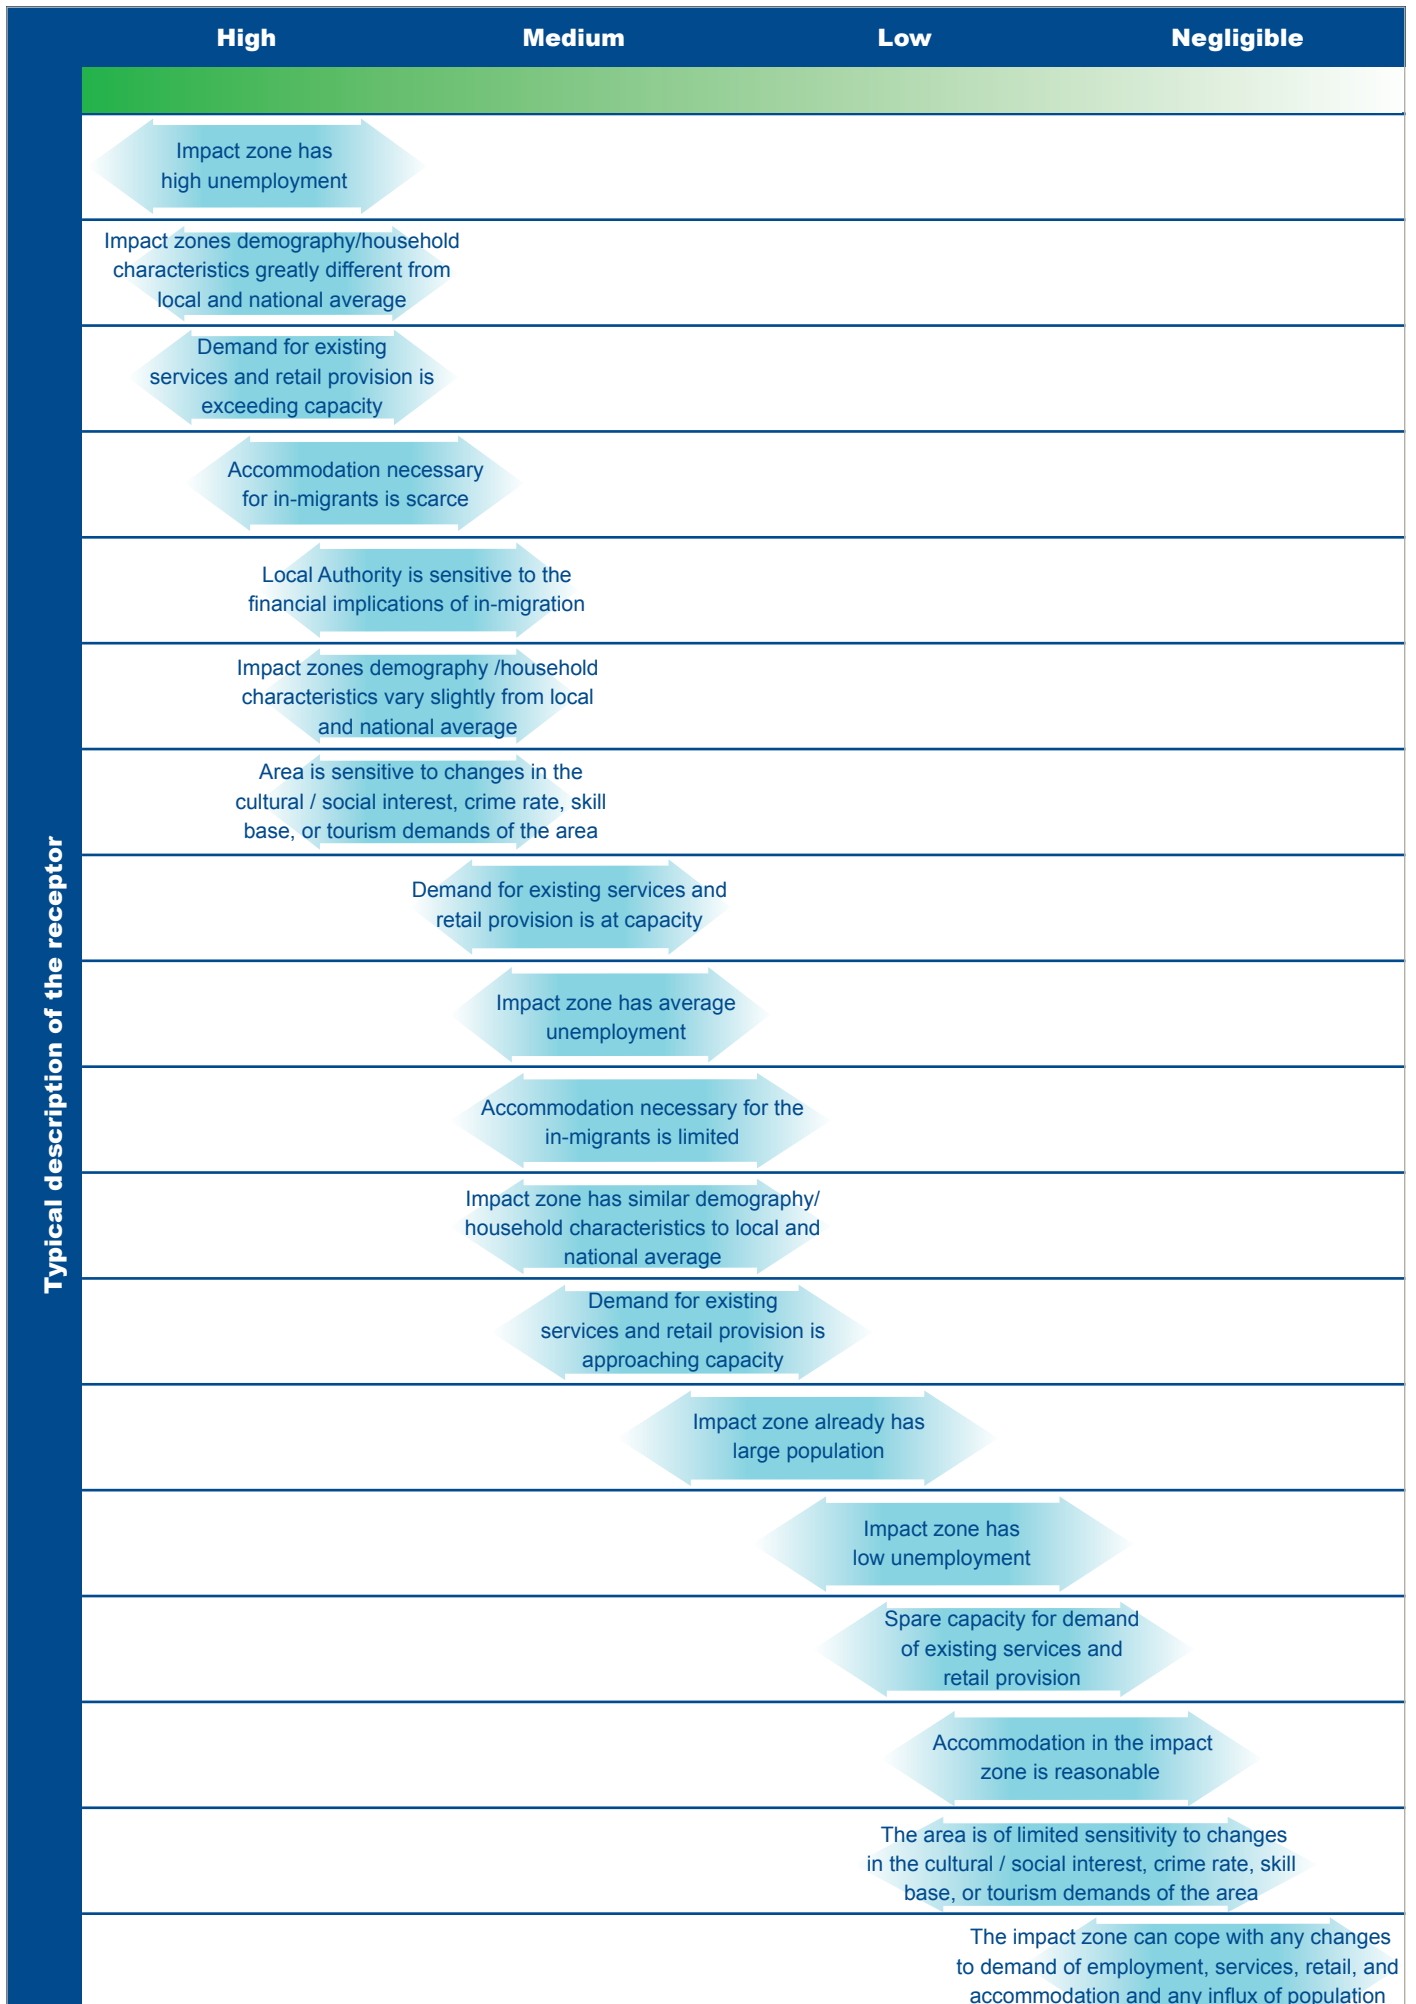 High Medium Low Negligible
Typical description of the receptor
Impact zone has
high unemployment
Impact zones demography/household
characteristics greatly different from
local and national average
Demand for existing
services and retail provision is
exceeding capacity
Accommodation necessary
for in-migrants is scarce
Local Authority is sensitive to the
financial implications of in-migration
Impact zones demography /household
characteristics vary slightly from local
and national average
Area is sensitive to changes in the
cultural / social interest, crime rate, skill
base, or tourism demands of the area
Demand for existing services and
retail provision is at capacity
Impact zone has average
unemployment
Accommodation necessary for the
in-migrants is limited
Impact zone has similar demography/
household characteristics to local and
national average
Demand for existing
services and retail provision is
approaching capacity
Impact zone already has
large population
Impact zone has
low unemployment
Spare capacity for demand
of existing services and
retail provision
Accommodation in the impact
zone is reasonable
The area is of limited sensitivity to changes
in the cultural / social interest, crime rate, skill
base, or tourism demands of the area
The impact zone can cope with any changes
to demand of employment, services, retail, and
accommodation and any influx of population